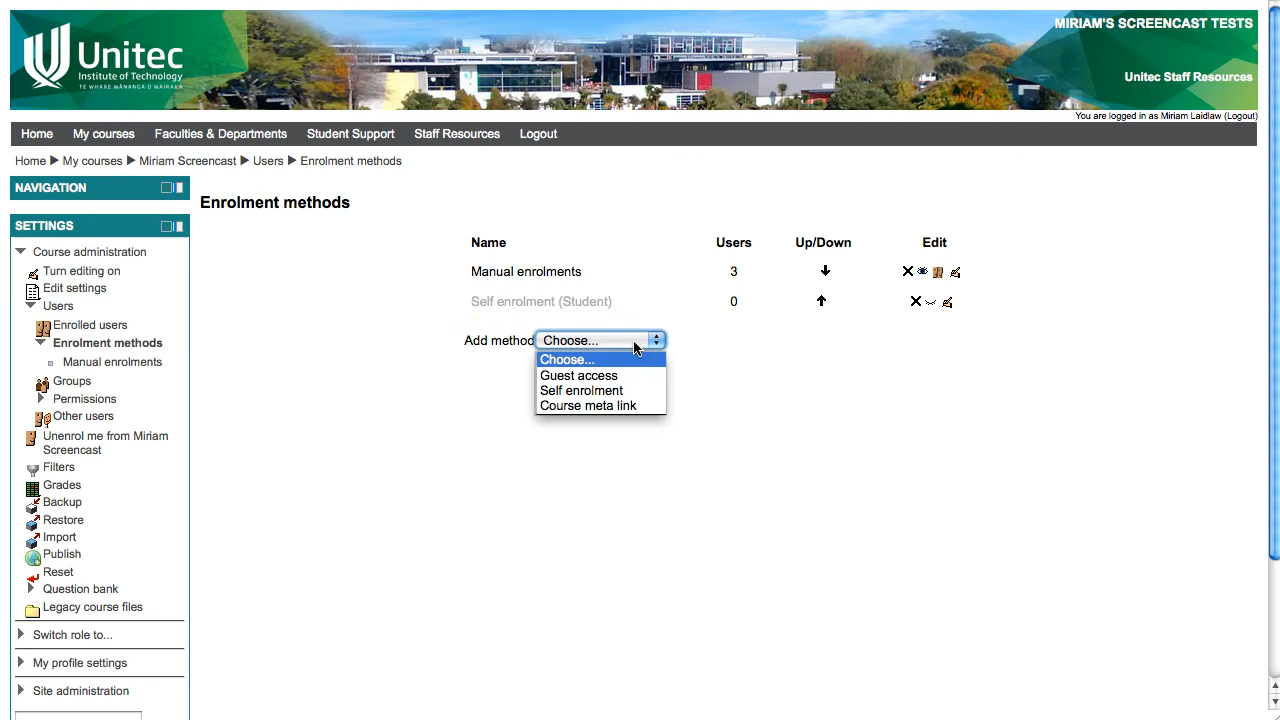 MIRIAM'S SCREENCAST TESTS
Unitec
Institute of Technology
TE WHARE WĀNANGA O WAIRAKA
Unitec Staff Resources
You are logged in as Miriam Laidlaw (Logout)
Home My courses Faculties & Departments Student Support Staff Resources Logout
Home My courses Miriam Screencast Users Enrolment methods
NAVIGATION
SETTINGS
Course administration
Turn editing on
Edit settings
Users
Enrolled users
Enrolment methods
Manual enrolments
Groups
Permissions
Other users
Unenrol me from Miriam
Screencast
Filters
Grades
Backup
Restore
Import
Publish
Reset
Question bank
Legacy course files
Switch role to...
My profile settings
Site administration
Enrolment methods
Name Users Up/Down Edit
Manual enrolments 3
Self enrolment (Student) 0
Add method Choose...
Choose...
Guest access
Self enrolment
Course meta link